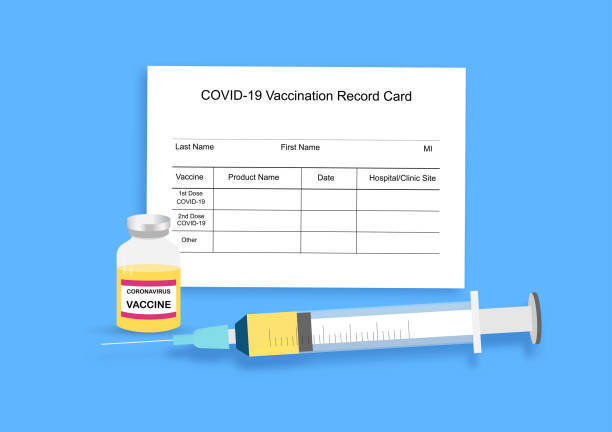 COVID-19 Vaccination Record Card
Last Name First Name MI
Vaccine Product Name Date Hospital/Clinic Site
1st Dose
COVID-19
2nd Dose
COVID-19
Other
CORONAVIRUS
VACCINE